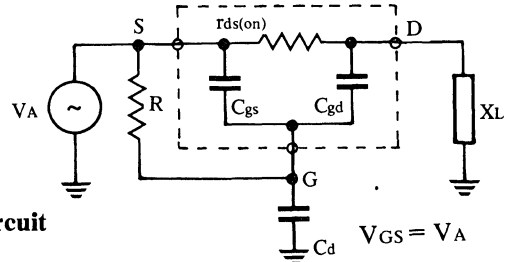 S
rds(on)
D
VA
~
R
Cgs
Cgd
XL
G
rcuit
Cd
VGS = VA